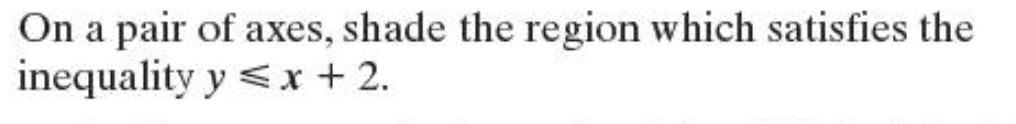 On a pair of axes, shade the region which satisfies the
inequality y ⩽ x + 2.